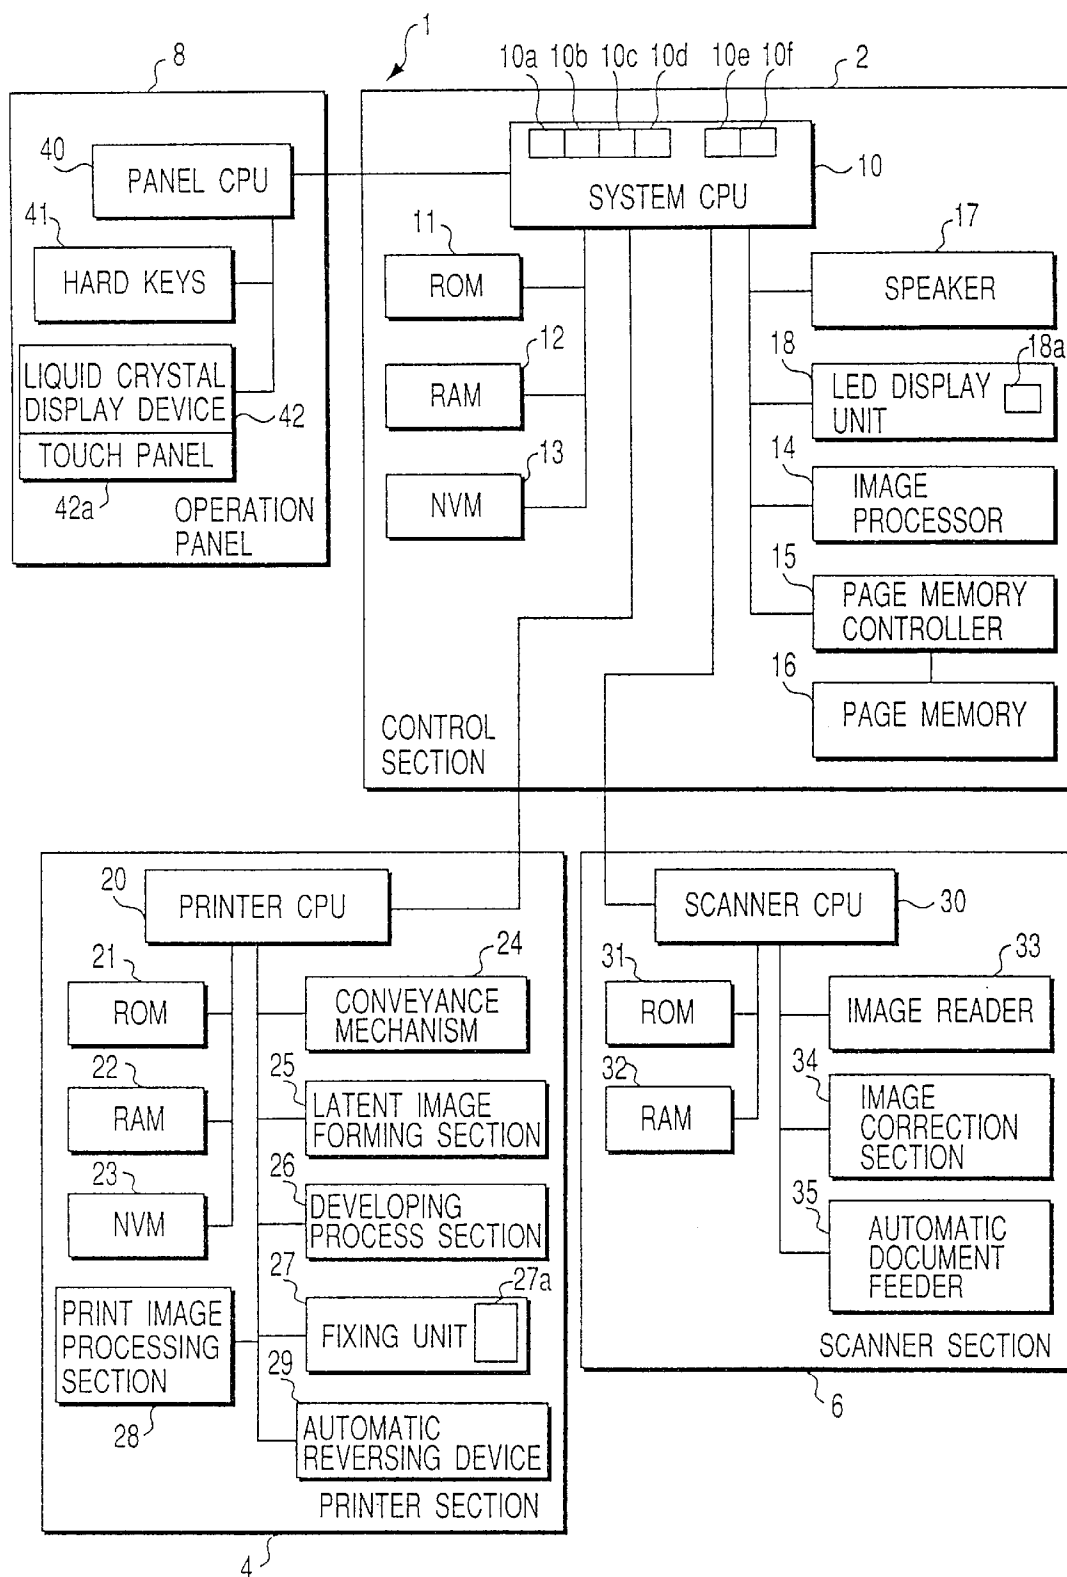 1
8
10a 10b 10c 10d 10e 10f
2
40
PANEL CPU
41
HARD KEYS
LIQUID CRYSTAL
DISPLAY DEVICE
42
TOUCH PANEL
42a
OPERATION
PANEL
SYSTEM CPU
10
11
ROM
12
RAM
13
NVM
17
SPEAKER
18
LED DISPLAY
UNIT
18a
14
IMAGE
PROCESSOR
15
PAGE MEMORY
CONTROLLER
16
PAGE MEMORY
CONTROL
SECTION
20
PRINTER CPU
21
ROM
22
RAM
23
NVM
PRINT IMAGE
PROCESSING
SECTION
28
24
CONVEYANCE
MECHANISM
25
LATENT IMAGE
FORMING SECTION
26
DEVELOPING
PROCESS SECTION
27
27a
FIXING UNIT
29
AUTOMATIC
REVERSING DEVICE
PRINTER SECTION
4
SCANNER CPU
30
31
ROM
32
RAM
33
IMAGE READER
34
IMAGE
CORRECTION
SECTION
35
AUTOMATIC
DOCUMENT
FEEDER
SCANNER SECTION
6